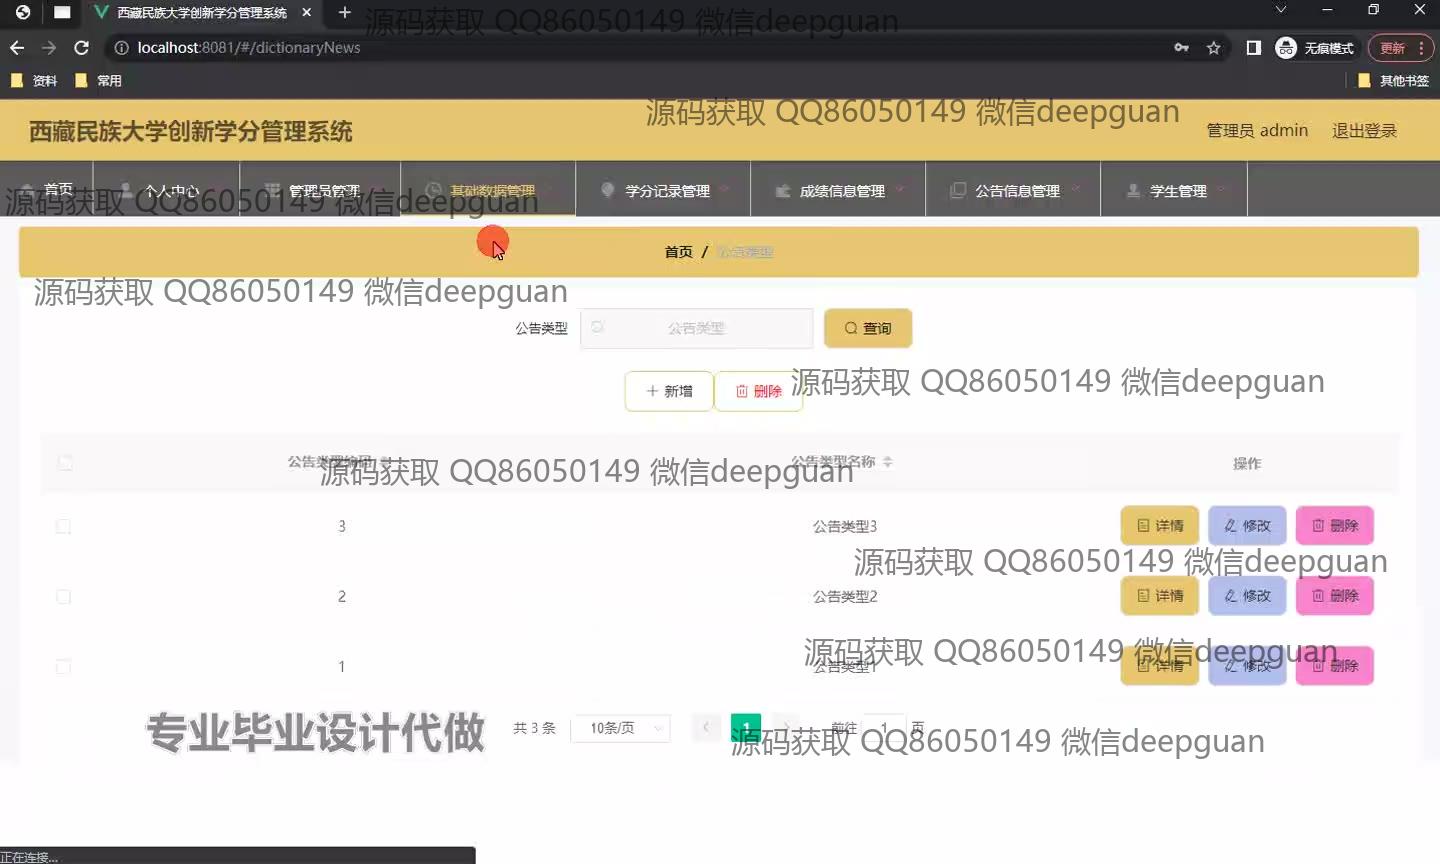 西藏民族大学创新学分管理系统
源码获取 QQ86050149 微信deepguan
localhost:8081/#/dictionaryNews
无痕模式
更新
资料
常用
其他书签
西藏民族大学创新学分管理系统
源码获取 QQ86050149 微信deepguan
管理员 admin
退出登录
首页
个人中心
管理员管理
基础数据管理
学分记录管理
成绩信息管理
公告信息管理
学生管理
源码获取 QQ86050149 微信deepguan
首页 / 公告类型
源码获取 QQ86050149 微信deepguan
公告类型
公告类型
查询
新增
删除
源码获取 QQ86050149 微信deepguan
公告类型编码
公告类型名称
操作
源码获取 QQ86050149 微信deepguan
3
公告类型3
详情
修改
删除
源码获取 QQ86050149 微信deepguan
2
公告类型2
详情
修改
删除
源码获取 QQ86050149 微信deepguan
1
公告类型1
详情
修改
删除
专业毕业设计代做
共 3 条
10条/页
1
前往 1 页
源码获取 QQ86050149 微信deepguan
正在连接...